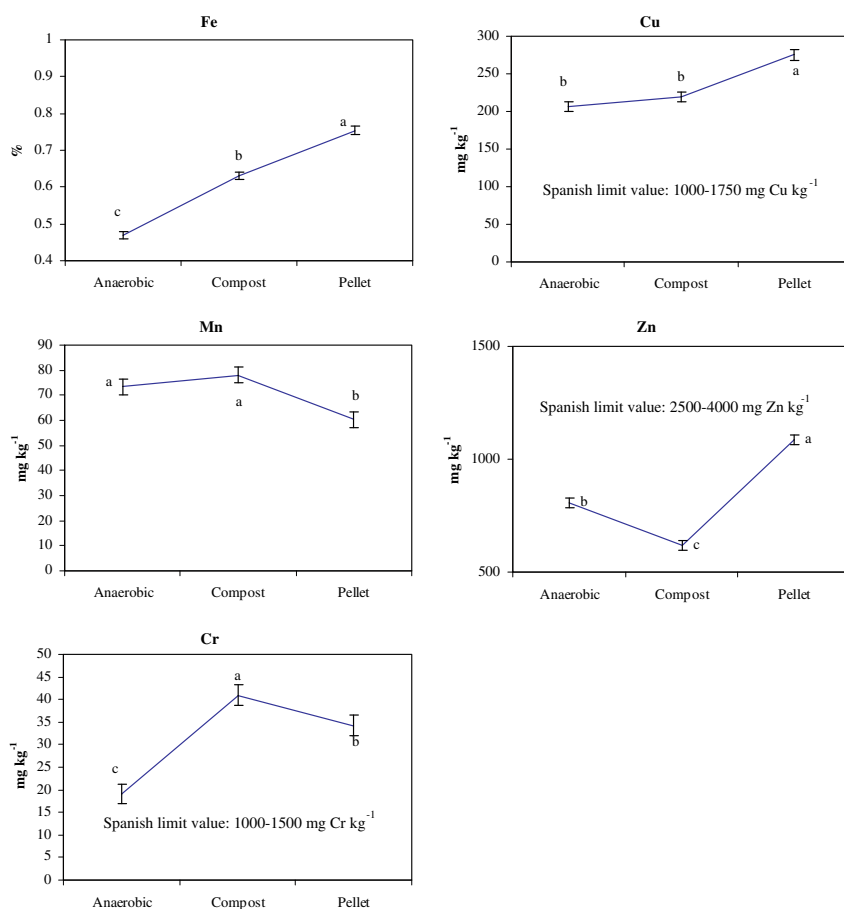 Fe
1
0.9
0.8
0.7
0.6
0.5
0.4
%
a
b
c
Anaerobic Compost Pellet
Cu
300
250
200
150
100
50
0
mg kg⁻¹
b b a
Spanish limit value: 1000-1750 mg Cu kg⁻¹
Anaerobic Compost Pellet
Mn
90
80
70
60
50
40
30
20
10
0
mg kg⁻¹
a a b
Anaerobic Compost Pellet
Zn
1500
1000
500
mg kg⁻¹
Spanish limit value: 2500-4000 mg Zn kg⁻¹
b c a
Anaerobic Compost Pellet
Cr
50
45
40
35
30
25
20
15
10
5
0
mg kg⁻¹
c a b
Spanish limit value: 1000-1500 mg Cr kg⁻¹
Anaerobic Compost Pellet